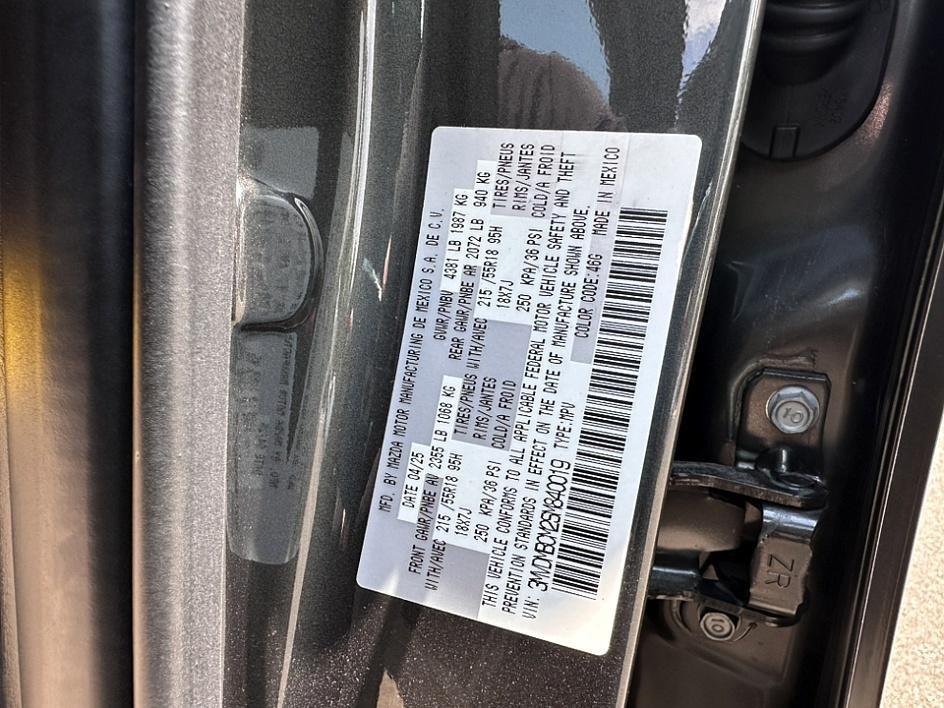 MFD. BY MAZDA MOTOR MANUFACTURING DE MEXICO S.A. DE C.V.
DATE 04/25 GVWR/PNBV 4381 LB 1987 KG
FRONT GAWR/PNBE AV 2355 LB 1068 KG REAR GAWR/PNBE AR 2072 LB 940 KG
WITH/AVEC 215 /55R18 95H TIRES/PNEUS WITH/AVEC 215 /55R18 95H TIRES/PNEUS
18X7J RIMS/JANTES 18X7J RIMS/JANTES
250 KPA/36 PSI COLD/A FROID 250 KPA/36 PSI COLD/A FROID
THIS VEHICLE CONFORMS TO ALL APPLICABLE FEDERAL MOTOR VEHICLE SAFETY AND THEFT
PREVENTION STANDARDS IN EFFECT ON THE DATE OF MANUFACTURE SHOWN ABOVE.
VIN: TYPE:MPV COLOR CODE:46G MADE IN MEXICO
ZR
10